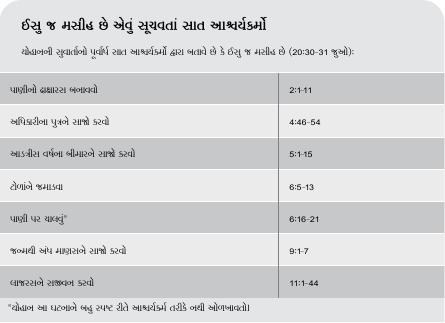 ઈસુ જ મસીહ છે એવું સૂચવતાં સાત આશ્ચર્યકર્મો
યોહાનની સુવાર્તાનો પૂર્વાર્ધ સાત આશ્ચર્યકર્મો દ્વારા બતાવે છે કે ઈસુ જ મસીહ છે (20:30-31 જુઓ):
પાણીનો દ્રાક્ષારસ બનાવવો 2:1-11
અધિકારીના પુત્રને સાજો કરવો 4:46-54
આડત્રીસ વર્ષના બીમારને સાજો કરવો 5:1-15
ટોળાંને જમાડવા 6:5-13
પાણી પર ચાલવું* 6:16-21
જન્મથી અંધ માણસને સાજો કરવો 9:1-7
લાજરસને સજીવન કરવો 11:1-44
*યોહાન આ ઘટનાને બહુ સ્પષ્ટ રીતે આશ્ચર્યકર્મ તરીકે નથી ઓળખાવતો।